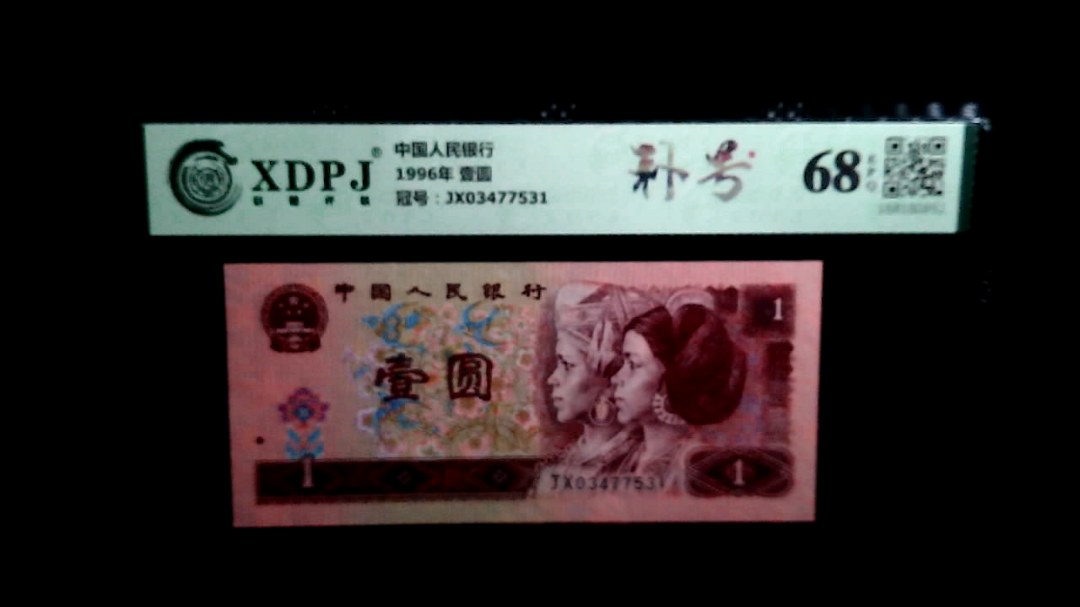 XDPJ®
中国人民银行
1996年 壹圆
冠号：JX03477531
补号
68
EPQ
中国人民银行
1
壹圆
1
JX03477531
1